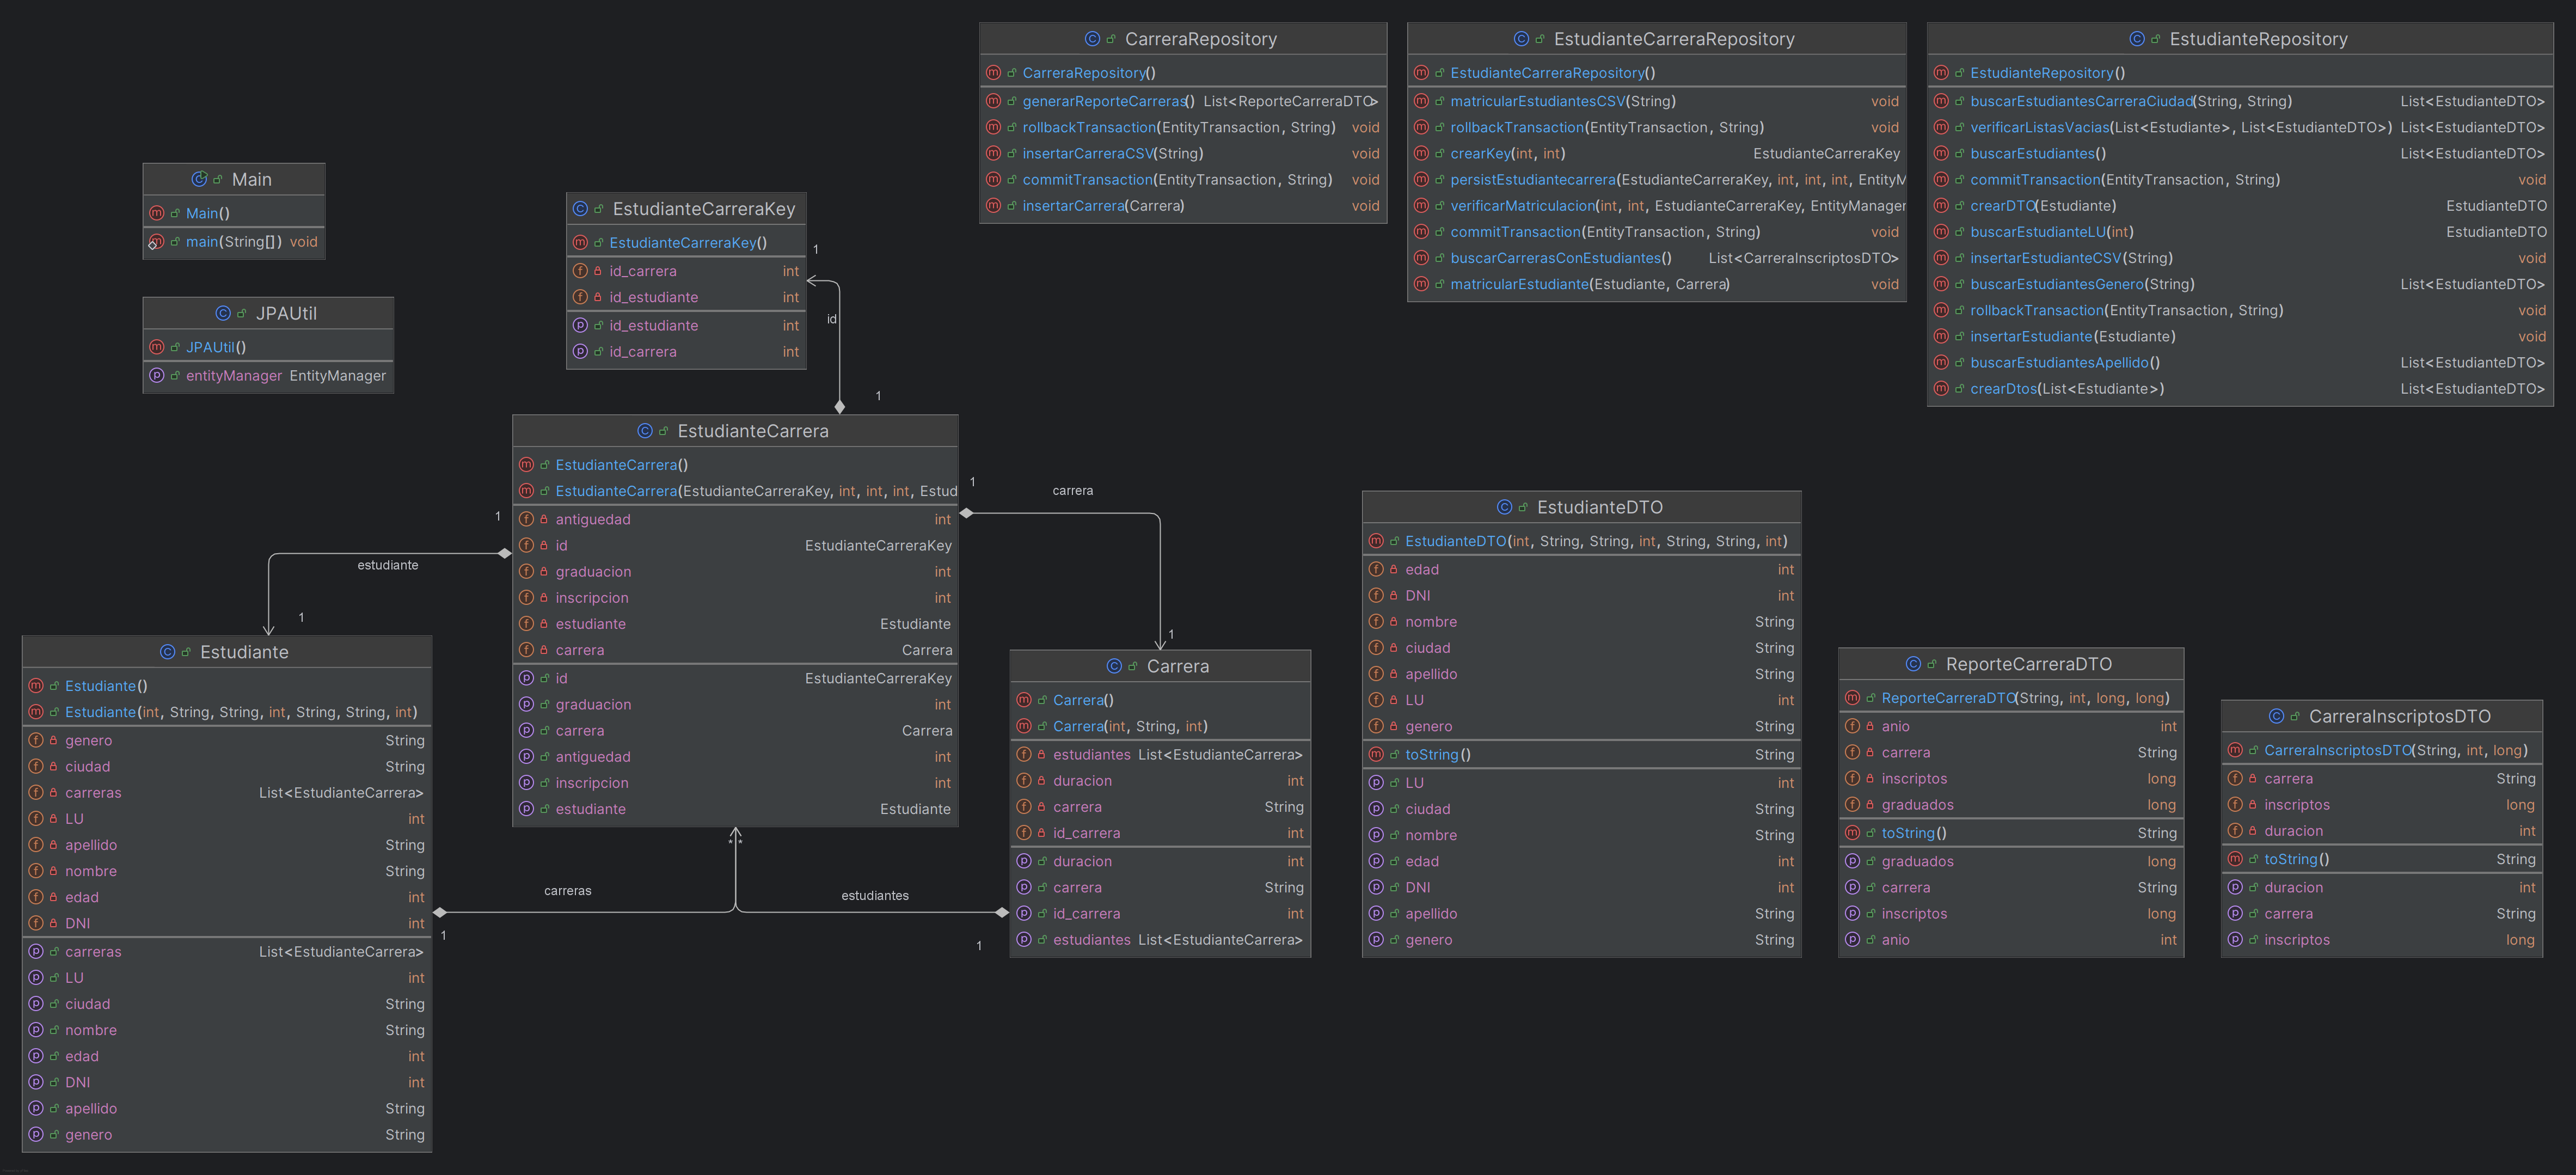 CarreraRepository
CarreraRepository()
generarReporteCarreras() List<ReporteCarreraDTO>
rollbackTransaction(EntityTransaction, String) void
insertarCarreraCSV(String) void
commitTransaction(EntityTransaction, String) void
insertarCarrera(Carrera) void
EstudianteCarreraRepository
EstudianteCarreraRepository()
matricularEstudiantesCSV(String) void
rollbackTransaction(EntityTransaction, String) void
crearKey(int, int) EstudianteCarreraKey
persistEstudiantecarrera(EstudianteCarreraKey, int, int, int, EntityM
verificarMatriculacion(int, int, EstudianteCarreraKey, EntityManager
commitTransaction(EntityTransaction, String) void
buscarCarrerasConEstudiantes() List<CarreraInscriptosDTO>
matricularEstudiante(Estudiante, Carrera) void
EstudianteRepository
EstudianteRepository()
buscarEstudiantesCarreraCiudad(String, String) List<EstudianteDTO>
verificarListasVacias(List<Estudiante>, List<EstudianteDTO>) List<EstudianteDTO>
buscarEstudiantes() List<EstudianteDTO>
commitTransaction(EntityTransaction, String) void
crearDTO(Estudiante) EstudianteDTO
buscarEstudianteLU(int) EstudianteDTO
insertarEstudianteCSV(String) void
buscarEstudiantesGenero(String) List<EstudianteDTO>
rollbackTransaction(EntityTransaction, String) void
insertarEstudiante(Estudiante) void
buscarEstudiantesApellido() List<EstudianteDTO>
crearDtos(List<Estudiante>) List<EstudianteDTO>
Main
Main()
main(String[]) void
JPAUtil
JPAUtil()
entityManager EntityManager
EstudianteCarreraKey
EstudianteCarreraKey()
id_carrera int
id_estudiante int
id_estudiante int
id_carrera int
1
id
1
EstudianteCarrera
EstudianteCarrera()
EstudianteCarrera(EstudianteCarreraKey, int, int, int, Estud
antiguedad int
id EstudianteCarreraKey
graduacion int
inscripcion int
estudiante Estudiante
carrera Carrera
id EstudianteCarreraKey
graduacion int
carrera Carrera
antiguedad int
inscripcion int
estudiante Estudiante
1
estudiante
1
1
carrera
1
Estudiante
Estudiante()
Estudiante(int, String, String, int, String, String, int)
genero String
ciudad String
carreras List<EstudianteCarrera>
LU int
apellido String
nombre String
edad int
DNI int
carreras List<EstudianteCarrera>
LU int
ciudad String
nombre String
edad int
DNI int
apellido String
genero String
* *
carreras
1
estudiantes
1
Carrera
Carrera()
Carrera(int, String, int)
estudiantes List<EstudianteCarrera>
duracion int
carrera String
id_carrera int
duracion int
carrera String
id_carrera int
estudiantes List<EstudianteCarrera>
EstudianteDTO
EstudianteDTO(int, String, String, int, String, String, int)
edad int
DNI int
nombre String
ciudad String
apellido String
LU int
genero String
toString() String
LU int
ciudad String
nombre String
edad int
DNI int
apellido String
genero String
ReporteCarreraDTO
ReporteCarreraDTO(String, int, long, long)
anio int
carrera String
inscriptos long
graduados long
toString() String
graduados long
carrera String
inscriptos long
anio int
CarreraInscriptosDTO
CarreraInscriptosDTO(String, int, long)
carrera String
inscriptos long
duracion int
toString() String
duracion int
carrera String
inscriptos long